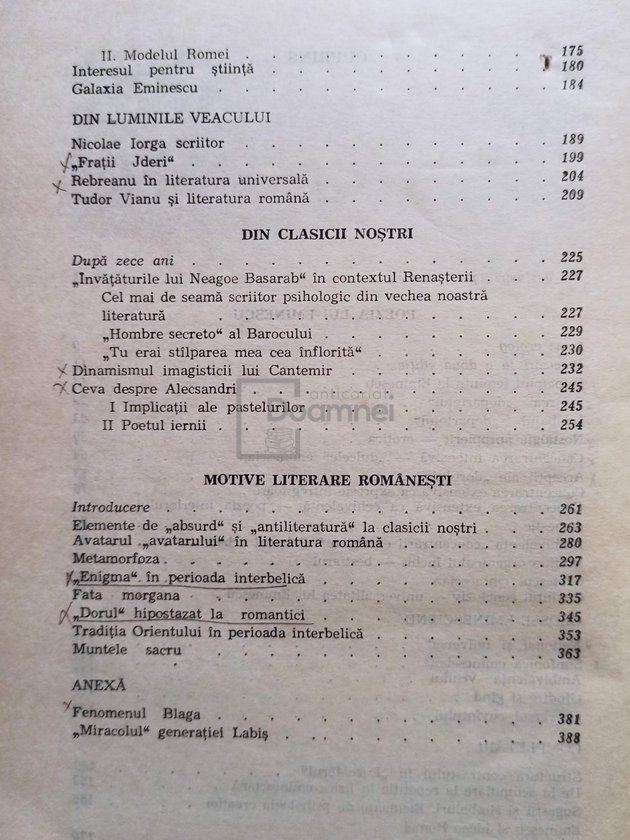 II. Modelul Romei . . . . . . . . . . . 175
Interesul pentru știință . . . . . . . . . . 180
Galaxia Eminescu . . . . . . . . . . . 184
DIN LUMINILE VEACULUI
Nicolae Iorga scriitor . . . . . . . . . . 189
„Frații Jderi“ . . . . . . . . . . . . 199
Rebreanu în literatura universală . . . . . . . . 204
Tudor Vianu și literatura română . . . . . . . . 209
DIN CLASICII NOȘTRI
După zece ani . . . . . . . . . . . . 225
„Invățăturile lui Neagoe Basarab“ în contextul Renașterii . . . 227
Cel mai de seamă scriitor psihologic din vechea noastră
literatură . . . . . . . . . . . . 227
„Hombre secreto“ al Barocului . . . . . . . . 229
„Tu erai stîlparea mea cea înflorită“ . . . . . . . 230
Dinamismul imagisticii lui Cantemir . . . . . . . 232
Ceva despre Alecsandri . . . . . . . . . . 245
I Implicații ale pastelurilor . . . . . . . . 245
II Poetul iernii . . . . . . . . . . . 254
anticariat
Doamnei
MOTIVE LITERARE ROMÂNEȘTI
Introducere . . . . . . . . . . . . 261
Elemente de „absurd“ și „antiliteratură“ la clasicii noștri . . . 263
Avatarul „avatarului“ în literatura română . . . . . . 280
Metamorfoza . . . . . . . . . . . . 297
„Enigma“ în perioada interbelică . . . . . . . . 317
Fata morgana . . . . . . . . . . . . 335
„Dorul“ hipostazat la romantici . . . . . . . . 345
Tradiția Orientului în perioada interbelică . . . . . . 353
Muntele sacru . . . . . . . . . . . . 363
ANEXĂ
Fenomenul Blaga . . . . . . . . . . . 381
„Miracolul“ generației Labiș . . . . . . . . . 388